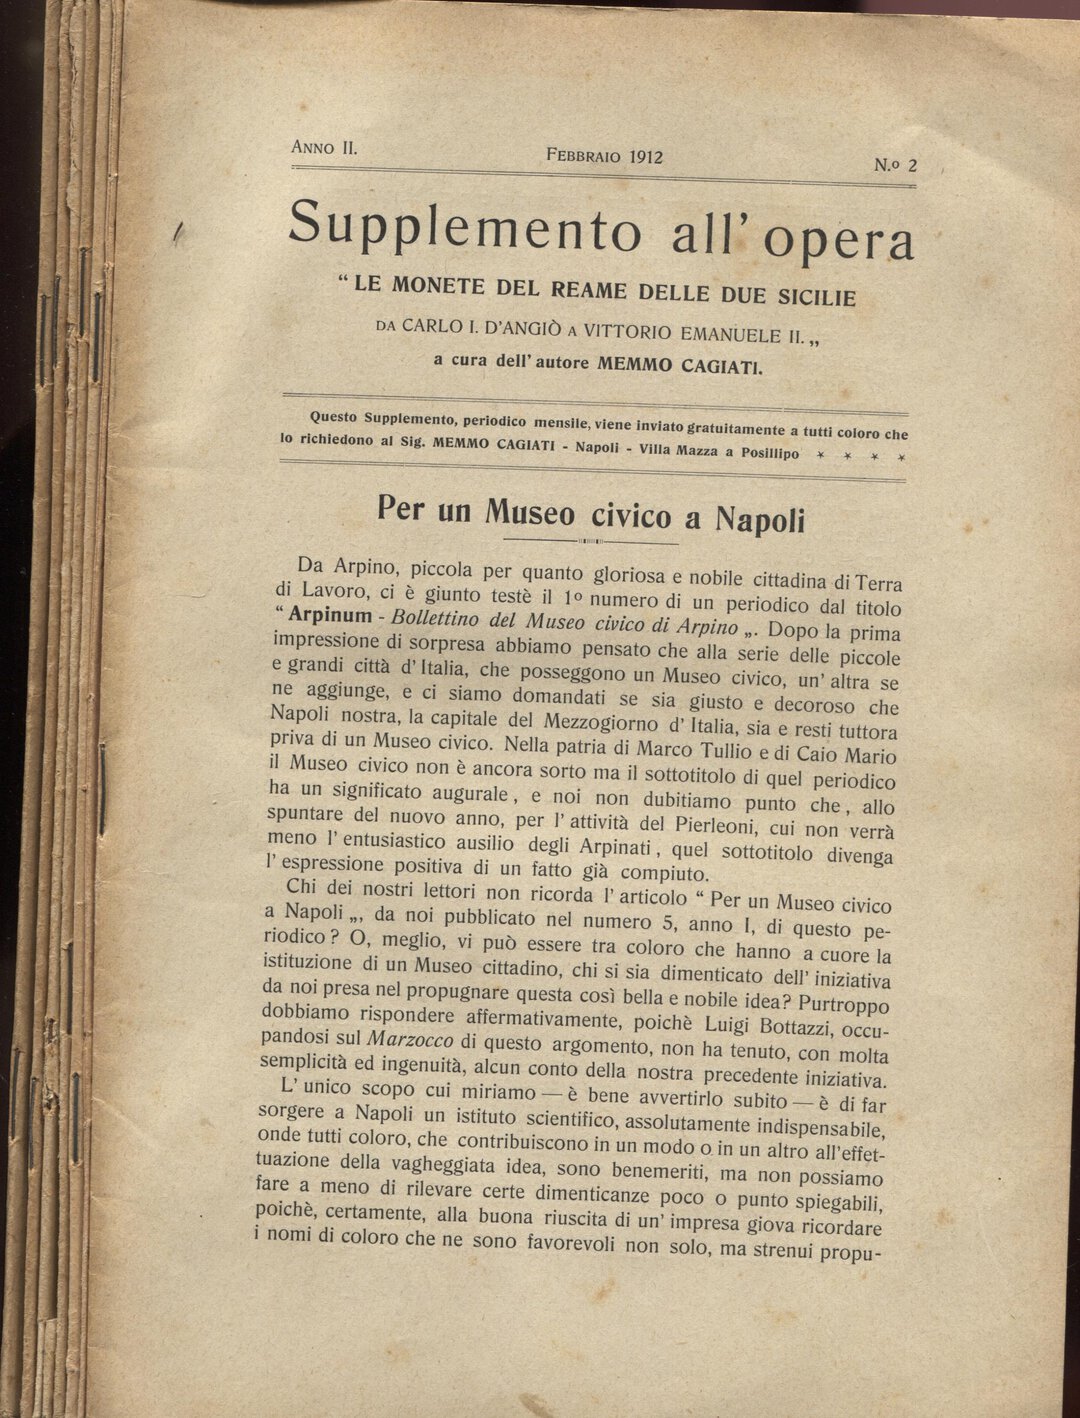 Anno II.
Febbraio 1912
N.º 2
Supplemento all' opera
“ LE MONETE DEL REAME DELLE DUE SICILIE
DA CARLO I. D'ANGIÒ A VITTORIO EMANUELE II. „
a cura dell' autore MEMMO CAGIATI.
Questo Supplemento, periodico mensile, viene inviato gratuitamente a tutti coloro che
lo richiedono al Sig. MEMMO CAGIATI - Napoli - Villa Mazza a Posillipo * * * *
Per un Museo civico a Napoli
Da Arpino, piccola per quanto gloriosa e nobile cittadina di Terra
di Lavoro, ci è giunto testè il 1º numero di un periodico dal titolo
“ Arpinum - Bollettino del Museo civico di Arpino „. Dopo la prima
impressione di sorpresa abbiamo pensato che alla serie delle piccole
e grandi città d' Italia, che posseggono un Museo civico, un' altra se
ne aggiunge, e ci siamo domandati se sia giusto e decoroso che
Napoli nostra, la capitale del Mezzogiorno d' Italia, sia e resti tuttora
priva di un Museo civico. Nella patria di Marco Tullio e di Caio Mario
il Museo civico non è ancora sorto ma il sottotitolo di quel periodico
ha un significato augurale, e noi non dubitiamo punto che, allo
spuntare del nuovo anno, per l' attività del Pierleoni, cui non verrà
meno l' entusiastico ausilio degli Arpinati, quel sottotitolo divenga
l' espressione positiva di un fatto già compiuto.
Chi dei nostri lettori non ricorda l' articolo “ Per un Museo civico
a Napoli „, da noi pubblicato nel numero 5, anno I, di questo pe-
riodico? O, meglio, vi può essere tra coloro che hanno a cuore la
istituzione di un Museo cittadino, chi si sia dimenticato dell' iniziativa
da noi presa nel propugnare questa così bella e nobile idea? Purtroppo
dobbiamo rispondere affermativamente, poichè Luigi Bottazzi, occu-
pandosi sul Marzocco di questo argomento, non ha tenuto, con molta
semplicità ed ingenuità, alcun conto della nostra precedente iniziativa.
L' unico scopo cui miriamo — è bene avvertirlo subito — è di far
sorgere a Napoli un istituto scientifico, assolutamente indispensabile,
onde tutti coloro, che contribuiscono in un modo o in un altro all'effet-
tuazione della vagheggiata idea, sono benemeriti, ma non possiamo
fare a meno di rilevare certe dimenticanze poco o punto spiegabili,
poichè, certamente, alla buona riuscita di un' impresa giova ricordare
i nomi di coloro che ne sono favorevoli non solo, ma strenui propu-